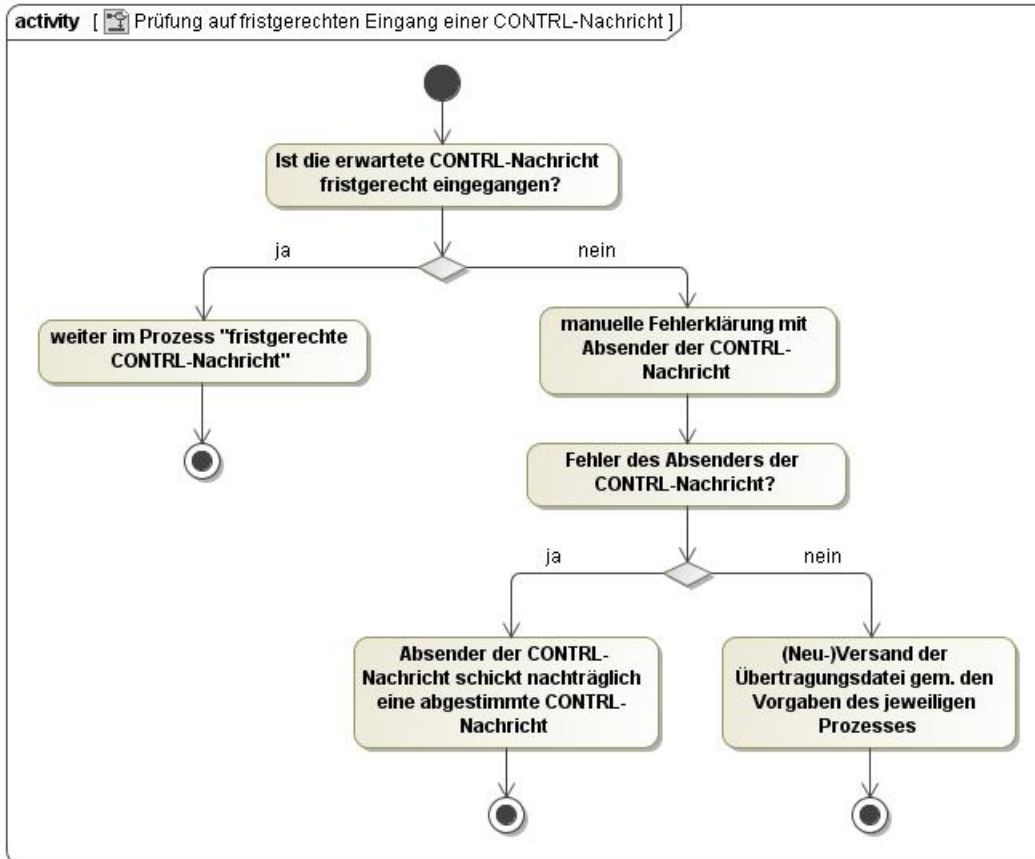 activity [ Prüfung auf fristgerechten Eingang einer CONTRL-Nachricht ]
Ist die erwartete CONTRL-Nachricht
fristgerecht eingegangen?
ja
nein
weiter im Prozess "fristgerechte
CONTRL-Nachricht"
manuelle Fehlerklärung mit
Absender der CONTRL-
Nachricht
Fehler des Absenders der
CONTRL-Nachricht?
ja
nein
Absender der CONTRL-
Nachricht schickt nachträglich
eine abgestimmte CONTRL-
Nachricht
(Neu-)Versand der
Übertragungsdatei gem. den
Vorgaben des jeweiligen
Prozesses